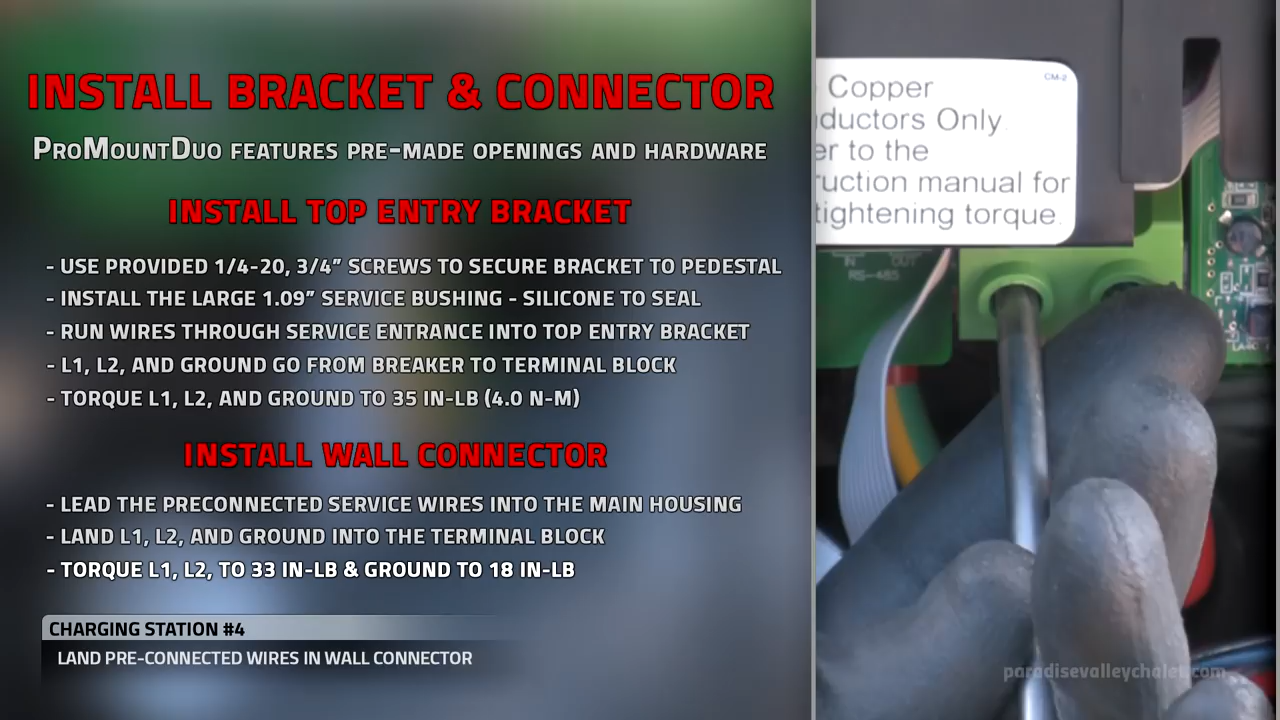 INSTALL BRACKET & CONNECTOR
PROMOUNTDUO FEATURES PRE-MADE OPENINGS AND HARDWARE
INSTALL TOP ENTRY BRACKET
- USE PROVIDED 1/4-20, 3/4" SCREWS TO SECURE BRACKET TO PEDESTAL
- INSTALL THE LARGE 1.09" SERVICE BUSHING - SILICONE TO SEAL
- RUN WIRES THROUGH SERVICE ENTRANCE INTO TOP ENTRY BRACKET
- L1, L2, AND GROUND GO FROM BREAKER TO TERMINAL BLOCK
- TORQUE L1, L2, AND GROUND TO 35 IN-LB (4.0 N-M)
INSTALL WALL CONNECTOR
- LEAD THE PRECONNECTED SERVICE WIRES INTO THE MAIN HOUSING
- LAND L1, L2, AND GROUND INTO THE TERMINAL BLOCK
- TORQUE L1, L2, TO 33 IN-LB & GROUND TO 18 IN-LB
CHARGING STATION #4
LAND PRE-CONNECTED WIRES IN WALL CONNECTOR
CM-2
Copper
ductors Only
er to the
ruction manual for
tightening torque.
IN OUT
RS-485
paradisevalleychalet.com